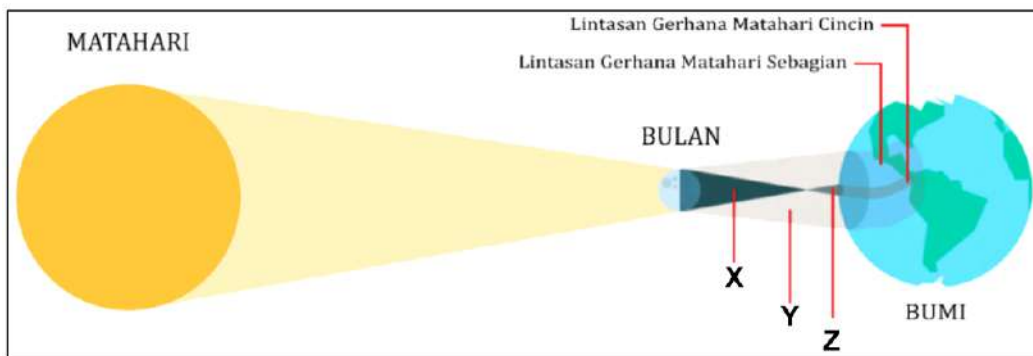 Lintasan Gerhana Matahari Cincin
MATAHARI
Lintasan Gerhana Matahari Sebagian
BULAN
X
Y
Z
BUMI